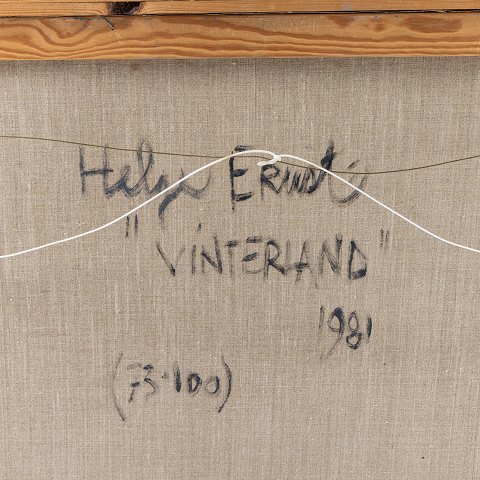 Helge Ernst
"VINTERLAND"
1981
(73·100)